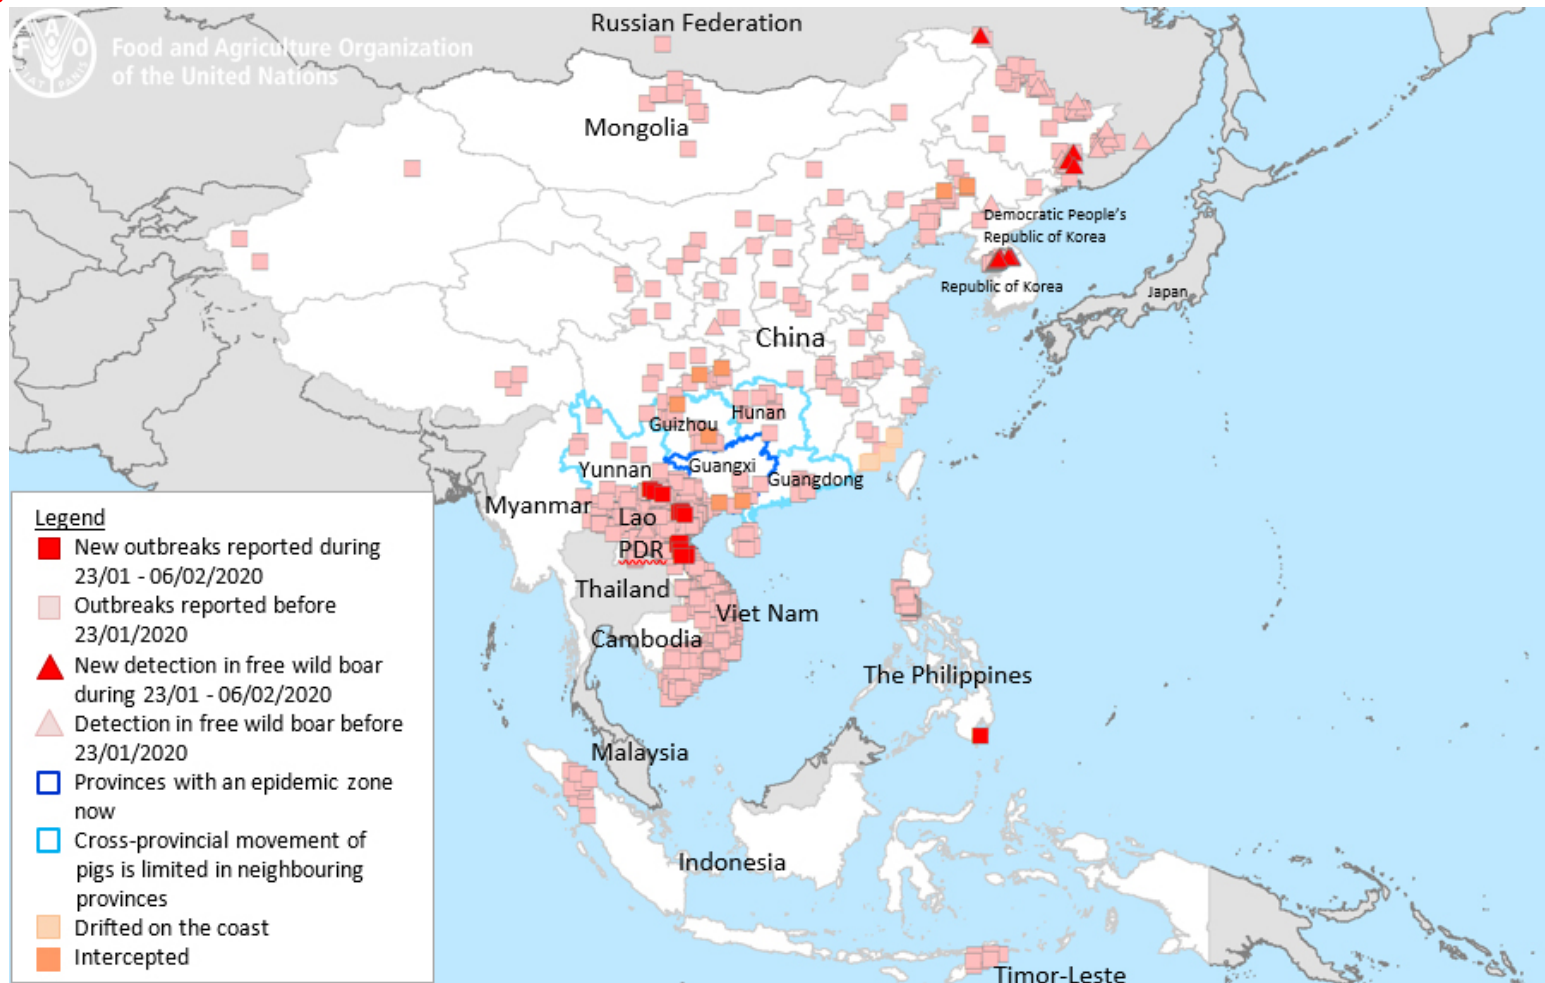 Russian Federation
F A O
FIAT PANIS
Food and Agriculture Organization
of the United Nations
Mongolia
Democratic People's
Republic of Korea
Republic of Korea
Japan
China
Hunan
Guizhou
Guangxi
Yunnan
Guangdong
Myanmar
Lao
PDR
Thailand
Viet Nam
Cambodia
The Philippines
Malaysia
Indonesia
Timor-Leste
Legend
New outbreaks reported during
23/01 - 06/02/2020
Outbreaks reported before
23/01/2020
New detection in free wild boar
during 23/01 - 06/02/2020
Detection in free wild boar before
23/01/2020
Provinces with an epidemic zone
now
Cross-provincial movement of
pigs is limited in neighbouring
provinces
Drifted on the coast
Intercepted